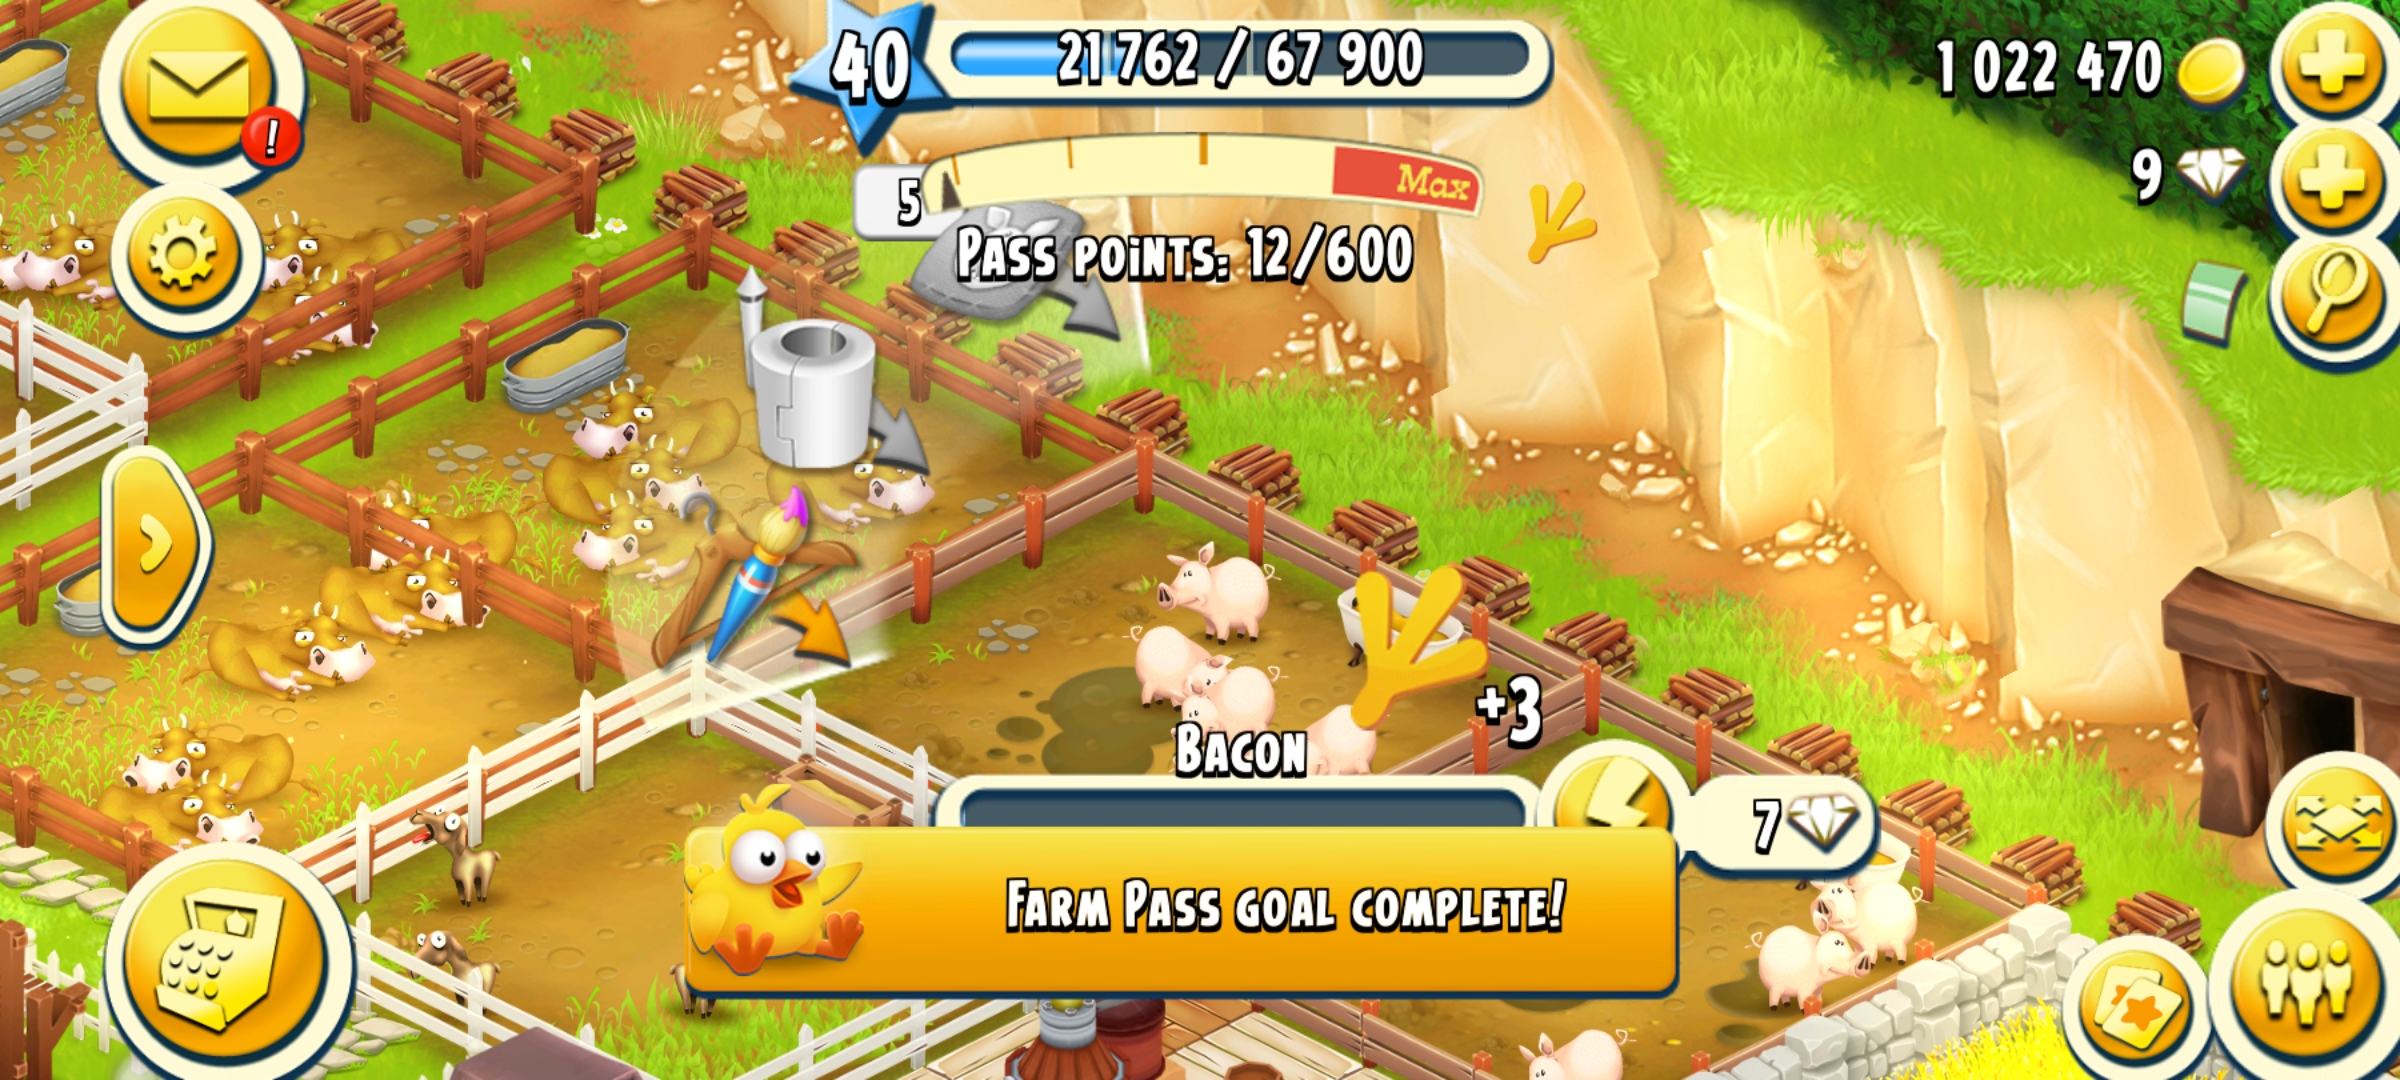 40
21 762 / 67 900
1 022 470
!
Max
9
5
Pass points: 12/600
+3
Bacon
7
Farm Pass goal complete!